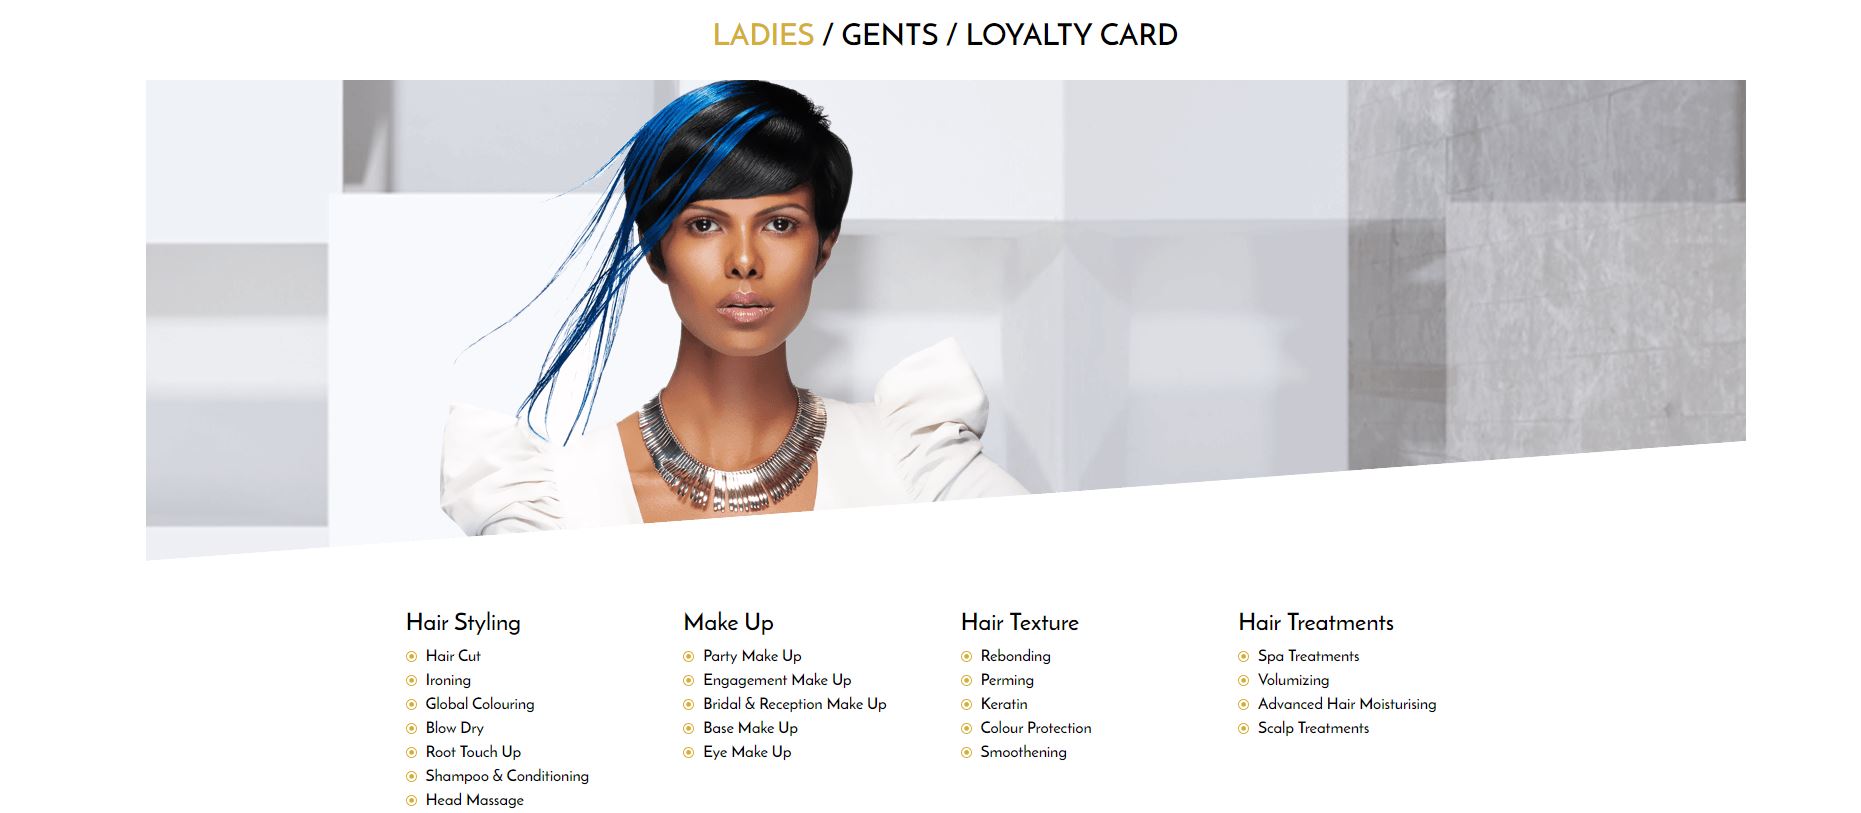 LADIES / GENTS / LOYALTY CARD
Hair Styling
Hair Cut
Ironing
Global Colouring
Blow Dry
Root Touch Up
Shampoo & Conditioning
Head Massage
Make Up
Party Make Up
Engagement Make Up
Bridal & Reception Make Up
Base Make Up
Eye Make Up
Hair Texture
Rebonding
Perming
Keratin
Colour Protection
Smoothening
Hair Treatments
Spa Treatments
Volumizing
Advanced Hair Moisturising
Scalp Treatments